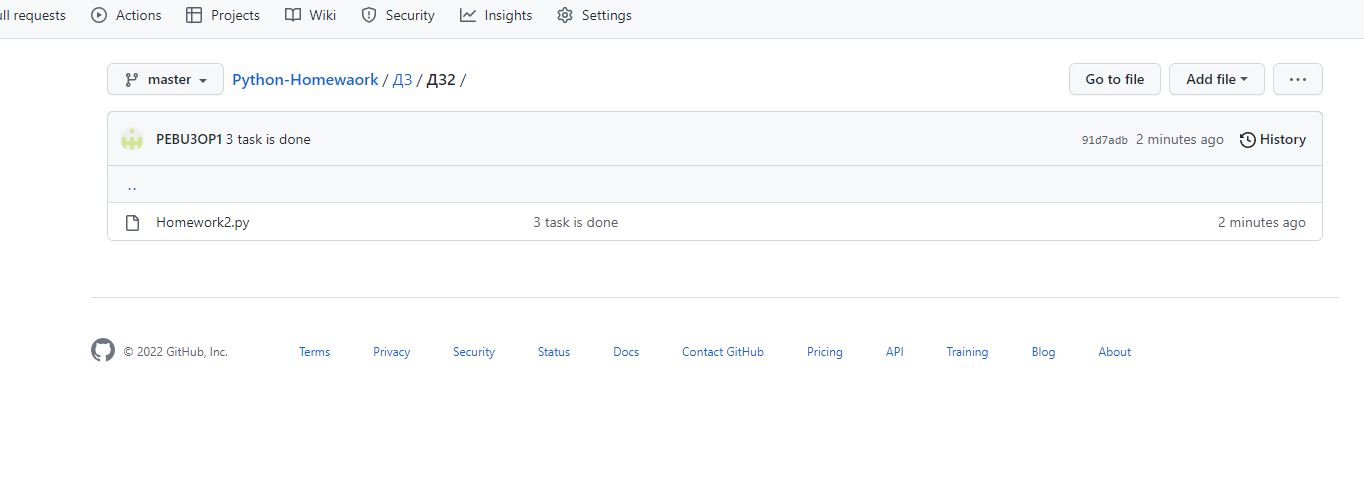 ull requests Actions Projects Wiki Security Insights Settings
master Python-Homewaork / ДЗ / ДЗ2 / Go to file Add file ...
PEBU3OP1 3 task is done 91d7adb 2 minutes ago History
..
Homework2.py 3 task is done 2 minutes ago
© 2022 GitHub, Inc. Terms Privacy Security Status Docs Contact GitHub Pricing API Training Blog About